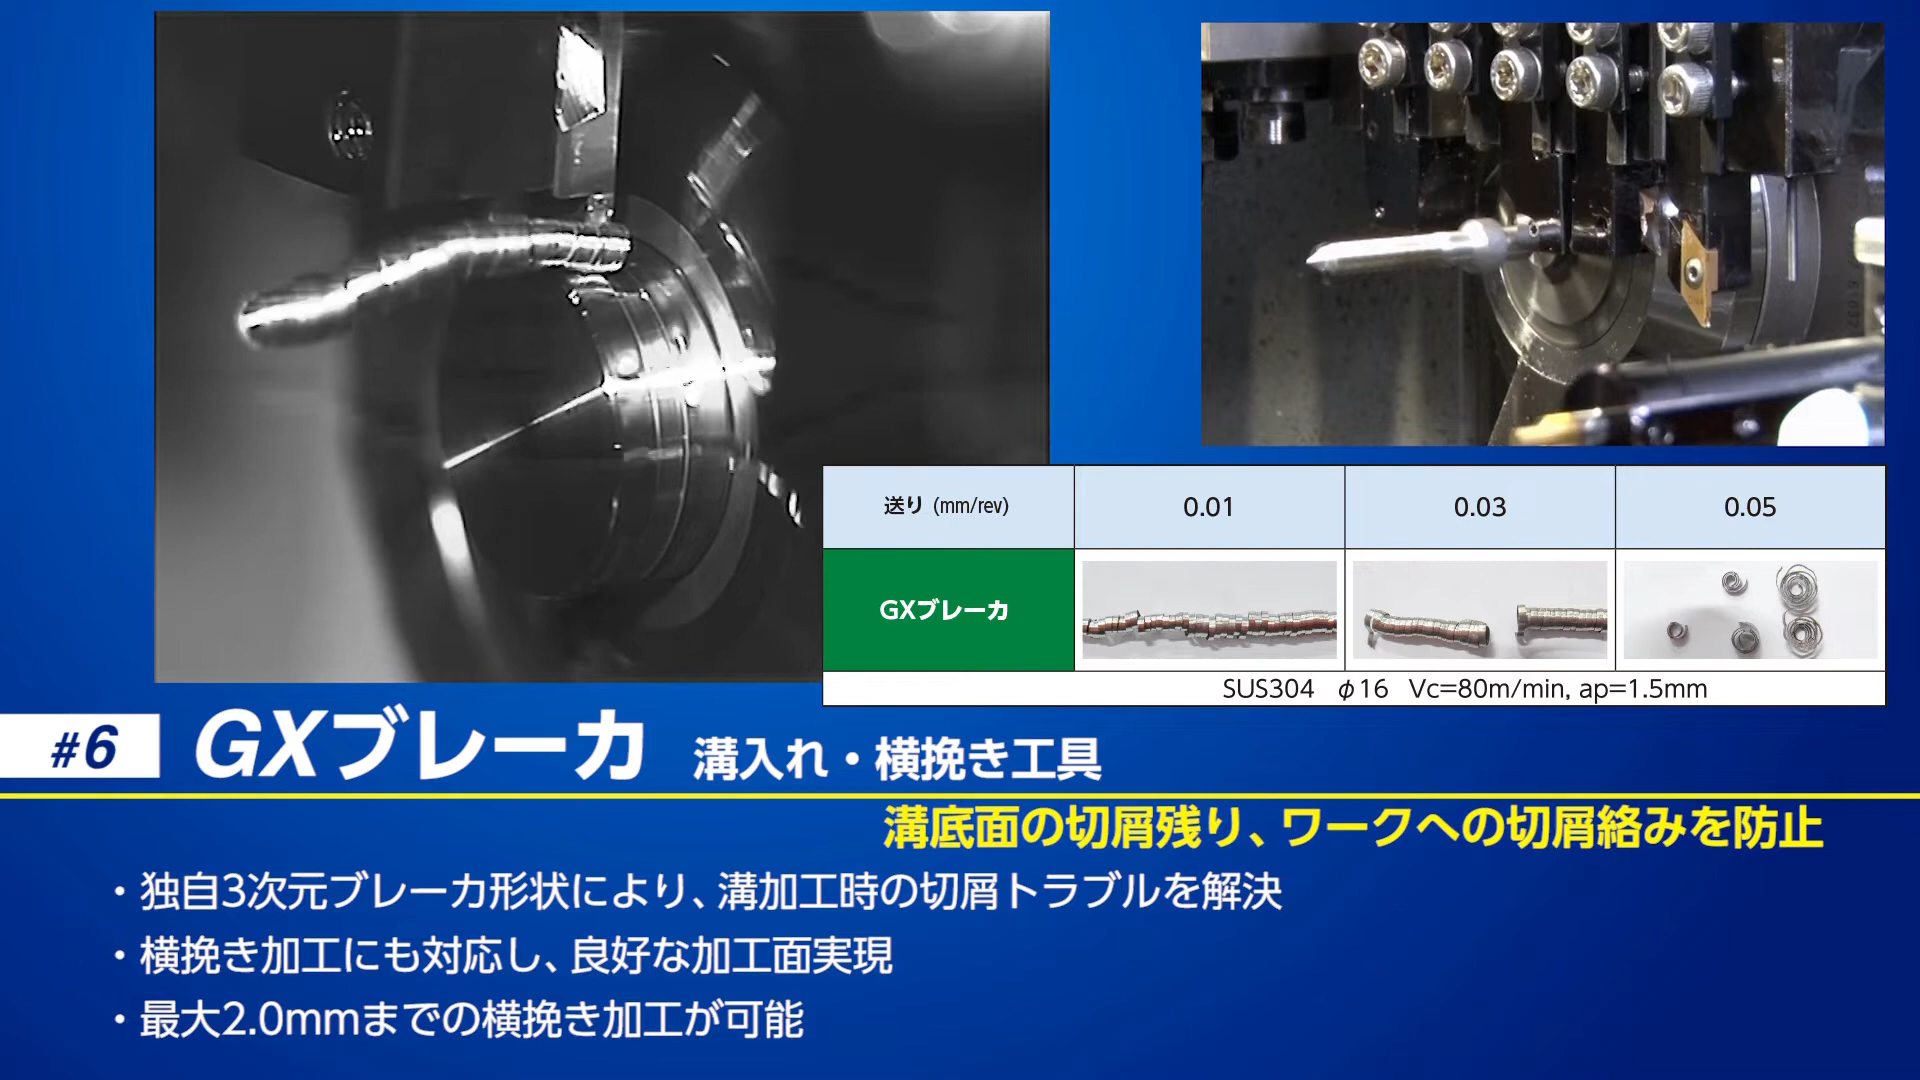 送り (mm/rev) 0.01 0.03 0.05
GXブレーカ
SUS304 φ16 Vc=80m/min, ap=1.5mm
#6 GXブレーカ 溝入れ・横挽き工具
溝底面の切屑残り、ワークへの切屑絡みを防止
・独自3次元ブレーカ形状により、溝加工時の切屑トラブルを解決
・横挽き加工にも対応し、良好な加工面実現
・最大2.0mmまでの横挽き加工が可能